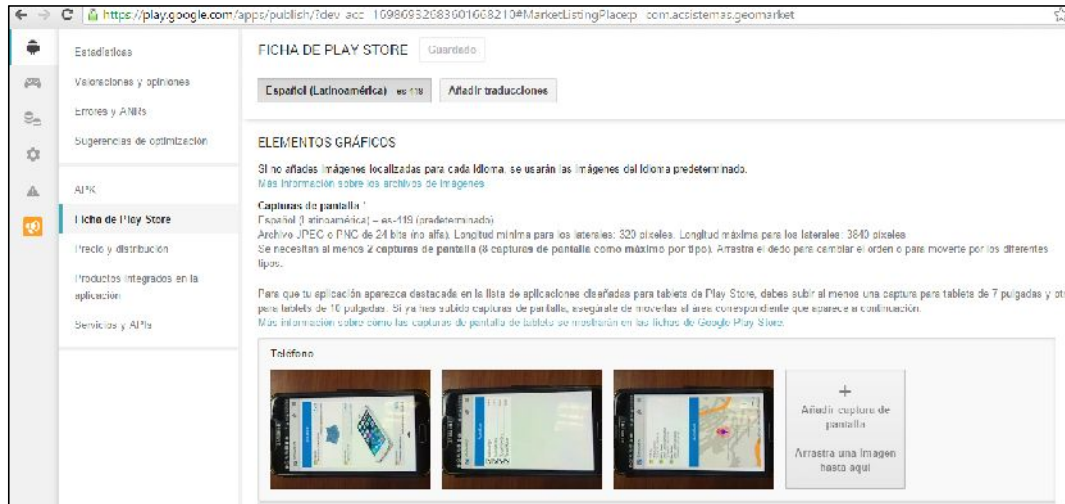 https://play.google.com/apps/publish/?dev_acc=16986932683601668210#MarketListingPlace:p=com.acsistemas.geomarket
Estadísticas
Valoraciones y opiniones
Errores y ANRs
Sugerencias de optimización
APK
Ficha de Play Store
Precio y distribución
Productos integrados en la
aplicación
Servicios y APIs
FICHA DE PLAY STORE Guardado
Español (Latinoamérica) – es-419 Añadir traducciones
ELEMENTOS GRÁFICOS
Si no añades imágenes localizadas para cada idioma, se usarán las imágenes del idioma predeterminado.
Más información sobre los archivos de imágenes
Capturas de pantalla *
Español (Latinoamérica) – es-419 (predeterminado)
Archivo JPEG o PNG de 24 bits (no alfa). Longitud mínima para los laterales: 320 píxeles. Longitud máxima para los laterales: 3840 píxeles
Se necesitan al menos 2 capturas de pantalla (8 capturas de pantalla como máximo por tipo). Arrastra el dedo para cambiar el orden o para moverte por los diferentes
tipos.
Para que tu aplicación aparezca destacada en la lista de aplicaciones diseñadas para tablets de Play Store, debes subir al menos una captura para tablets de 7 pulgadas y ot
para tablets de 10 pulgadas. Si ya has subido capturas de pantalla, asegúrate de moverlas al área correspondiente que aparece a continuación.
Más información sobre cómo las capturas de pantalla de tablets se mostrarán en las fichas de Google Play Store.
Teléfono
+
Añadir captura de
pantalla
Arrastra una imagen
hasta aquí